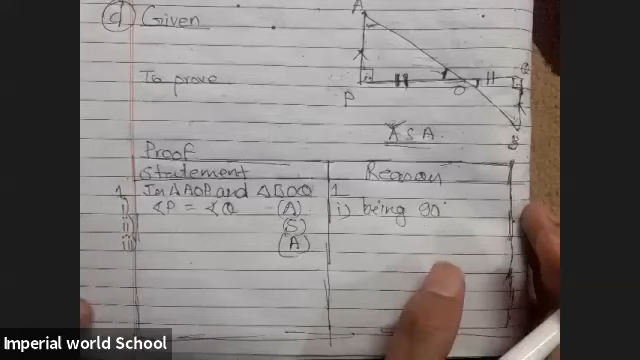 (d) Given
A
To prove
P
O
Q
B
A S A.
Proof
Statement
Reason
1 In ∆AOP and ∆BOQ
1
i) ∢P = ∢Q (A)
i) being 90°
ii) (S)
iii) (A)
Imperial world School